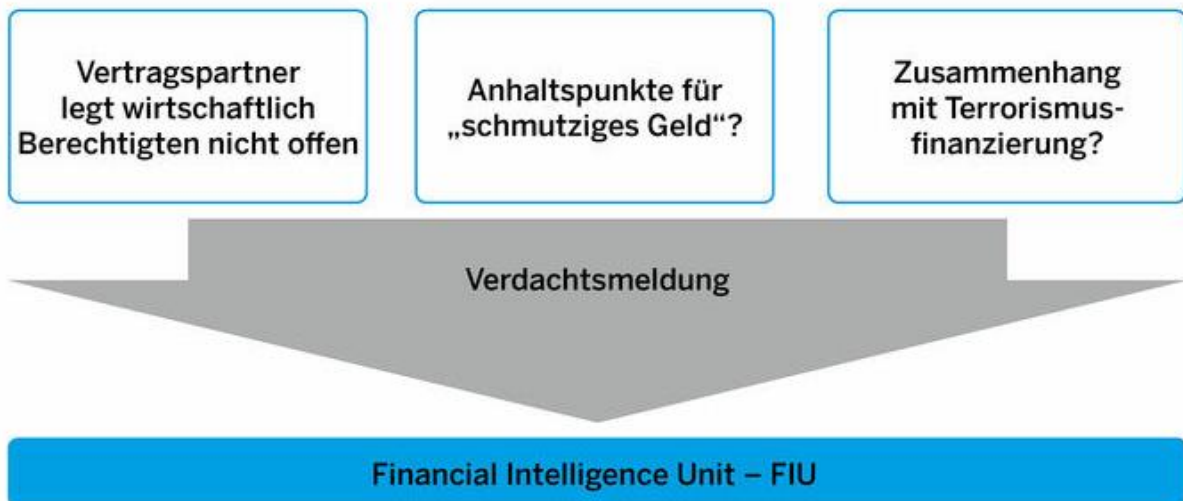 Vertragspartner
legt wirtschaftlich
Berechtigten nicht offen
Anhaltspunkte für
„schmutziges Geld“?
Zusammenhang
mit Terrorismus-
finanzierung?
Verdachtsmeldung
Financial Intelligence Unit – FIU